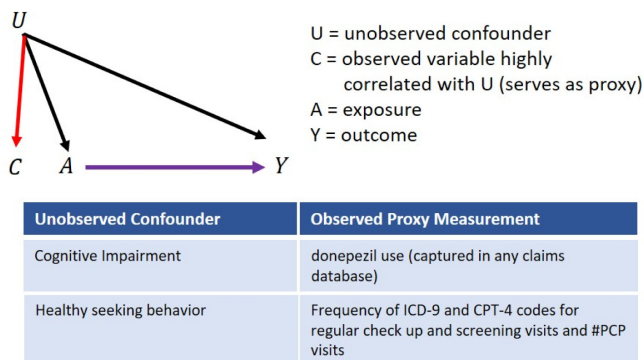 U
U = unobserved confounder
C = observed variable highly
correlated with U (serves as proxy)
A = exposure
Y = outcome
C A Y
Unobserved Confounder Observed Proxy Measurement
Cognitive Impairment donepezil use (captured in any claims
database)
Healthy seeking behavior Frequency of ICD-9 and CPT-4 codes for
regular check up and screening visits and #PCP
visits